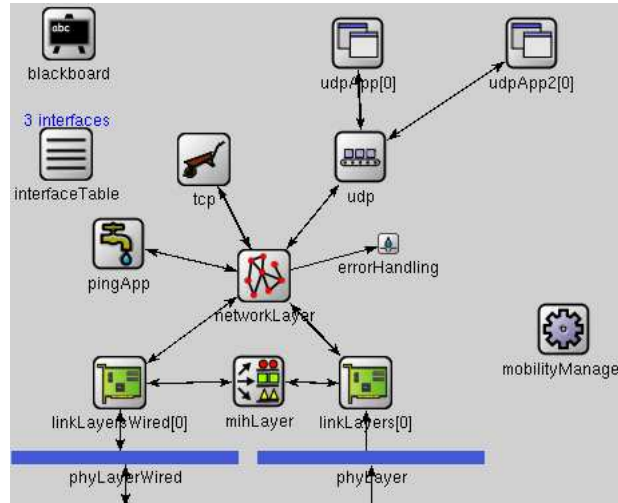 abc
blackboard
udpApp[0]
udpApp2[0]
3 interfaces
interfaceTable
tcp
udp
pingApp
errorHandling
networkLayer
mobilityManage
linkLayersWired[0]
mihLayer
linkLayers[0]
phyLayerWired
phyLayer